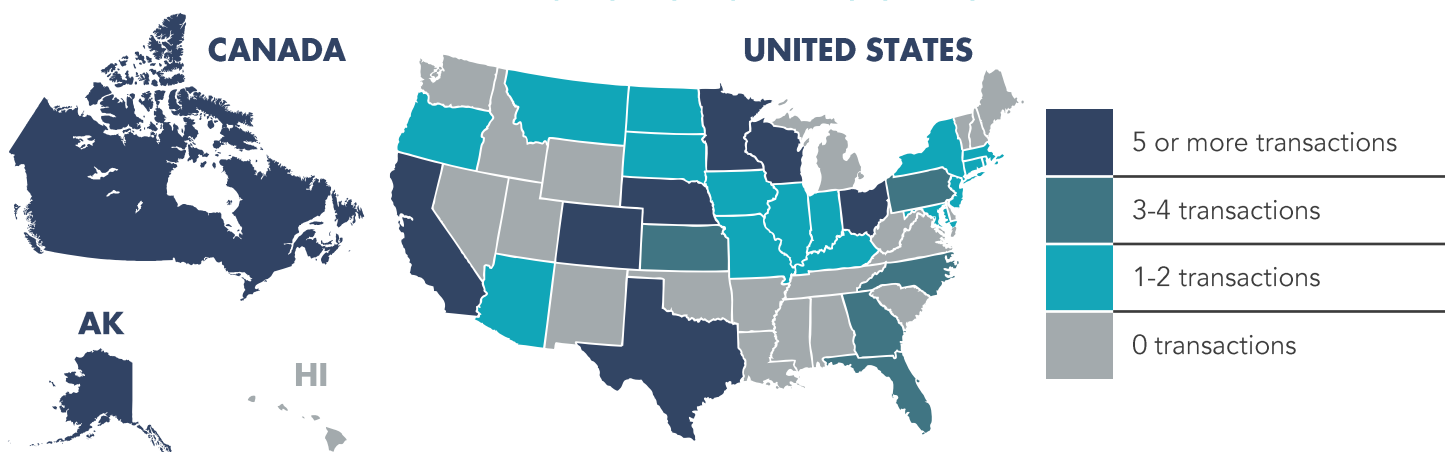 CANADA
UNITED STATES
5 or more transactions
3-4 transactions
1-2 transactions
0 transactions
AK
HI